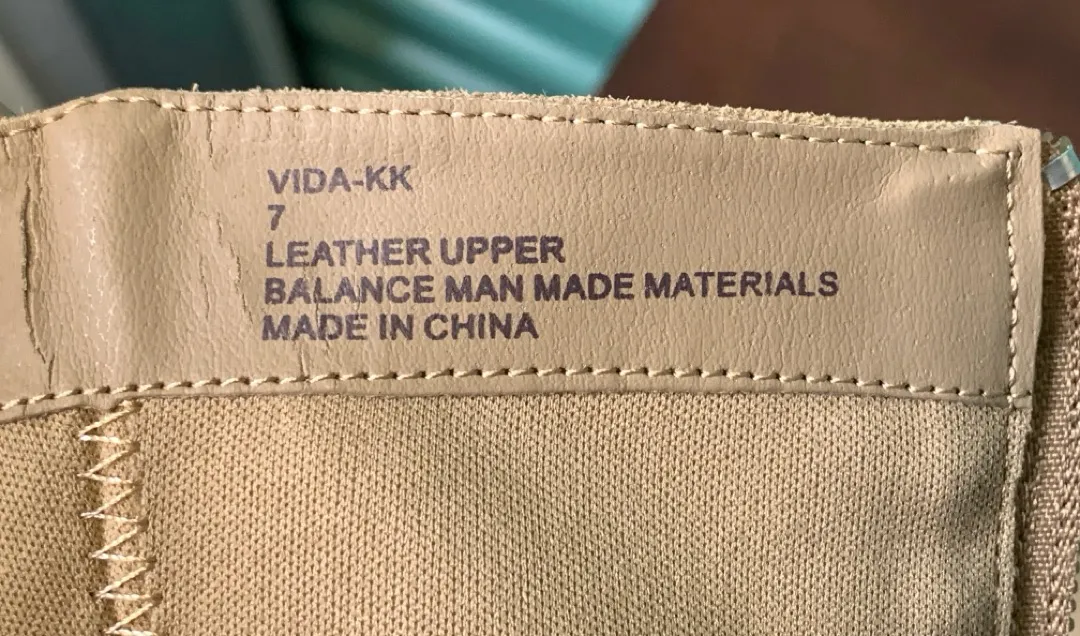 VIDA-KK
7
LEATHER UPPER
BALANCE MAN MADE MATERIALS
MADE IN CHINA